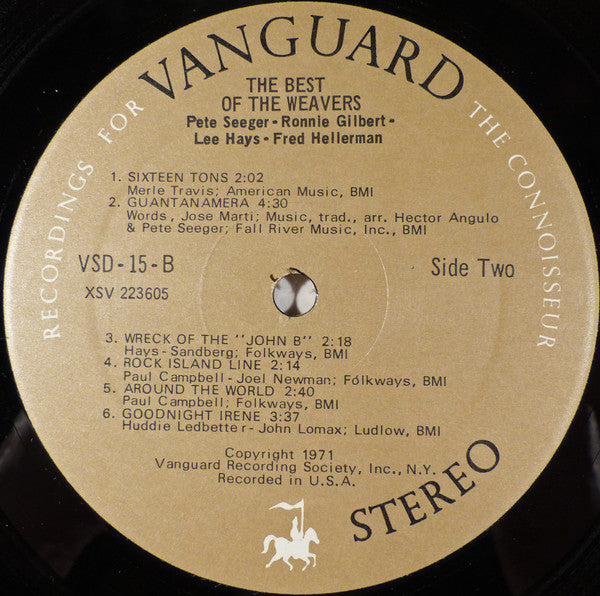 RECORDINGS FOR VANGUARD THE CONNOISSEUR
THE BEST
OF THE WEAVERS
Pete Seeger - Ronnie Gilbert -
Lee Hays - Fred Hellerman
1. SIXTEEN TONS 2:02
Merle Travis; American Music, BMI
2. GUANTANAMERA 4:30
Words, Jose Marti; Music, trad., arr. Hector Angulo
& Pete Seeger; Fall River Music, Inc., BMI
VSD - 15 - B
Side Two
XSV 223605
3. WRECK OF THE "JOHN B" 2:18
Hays - Sandberg; Folkways, BMI
4. ROCK ISLAND LINE 2:14
Paul Campbell - Joel Newman; Folkways, BMI
5. AROUND THE WORLD 2:40
Paul Campbell; Folkways, BMI
6. GOODNIGHT IRENE 3:37
Huddie Ledbetter - John Lomax; Ludlow, BMI
Copyright 1971
Vanguard Recording Society, Inc., N.Y.
Recorded in U.S.A.
STEREO